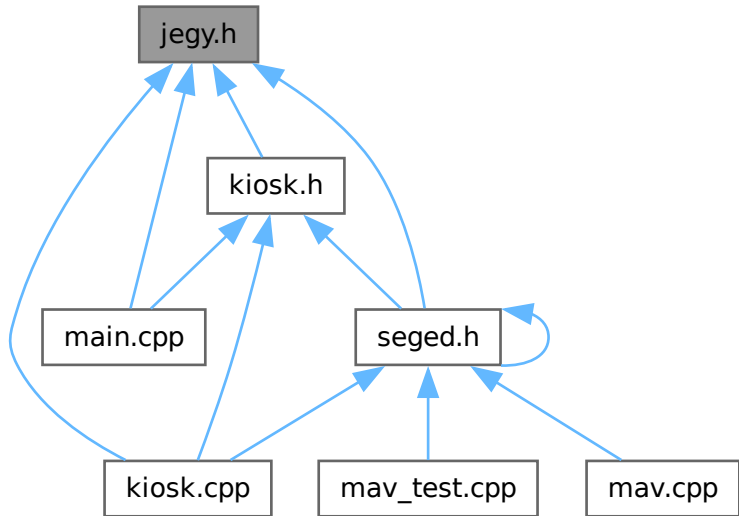 jegy.h
kiosk.h
main.cpp
seged.h
kiosk.cpp
mav_test.cpp
mav.cpp